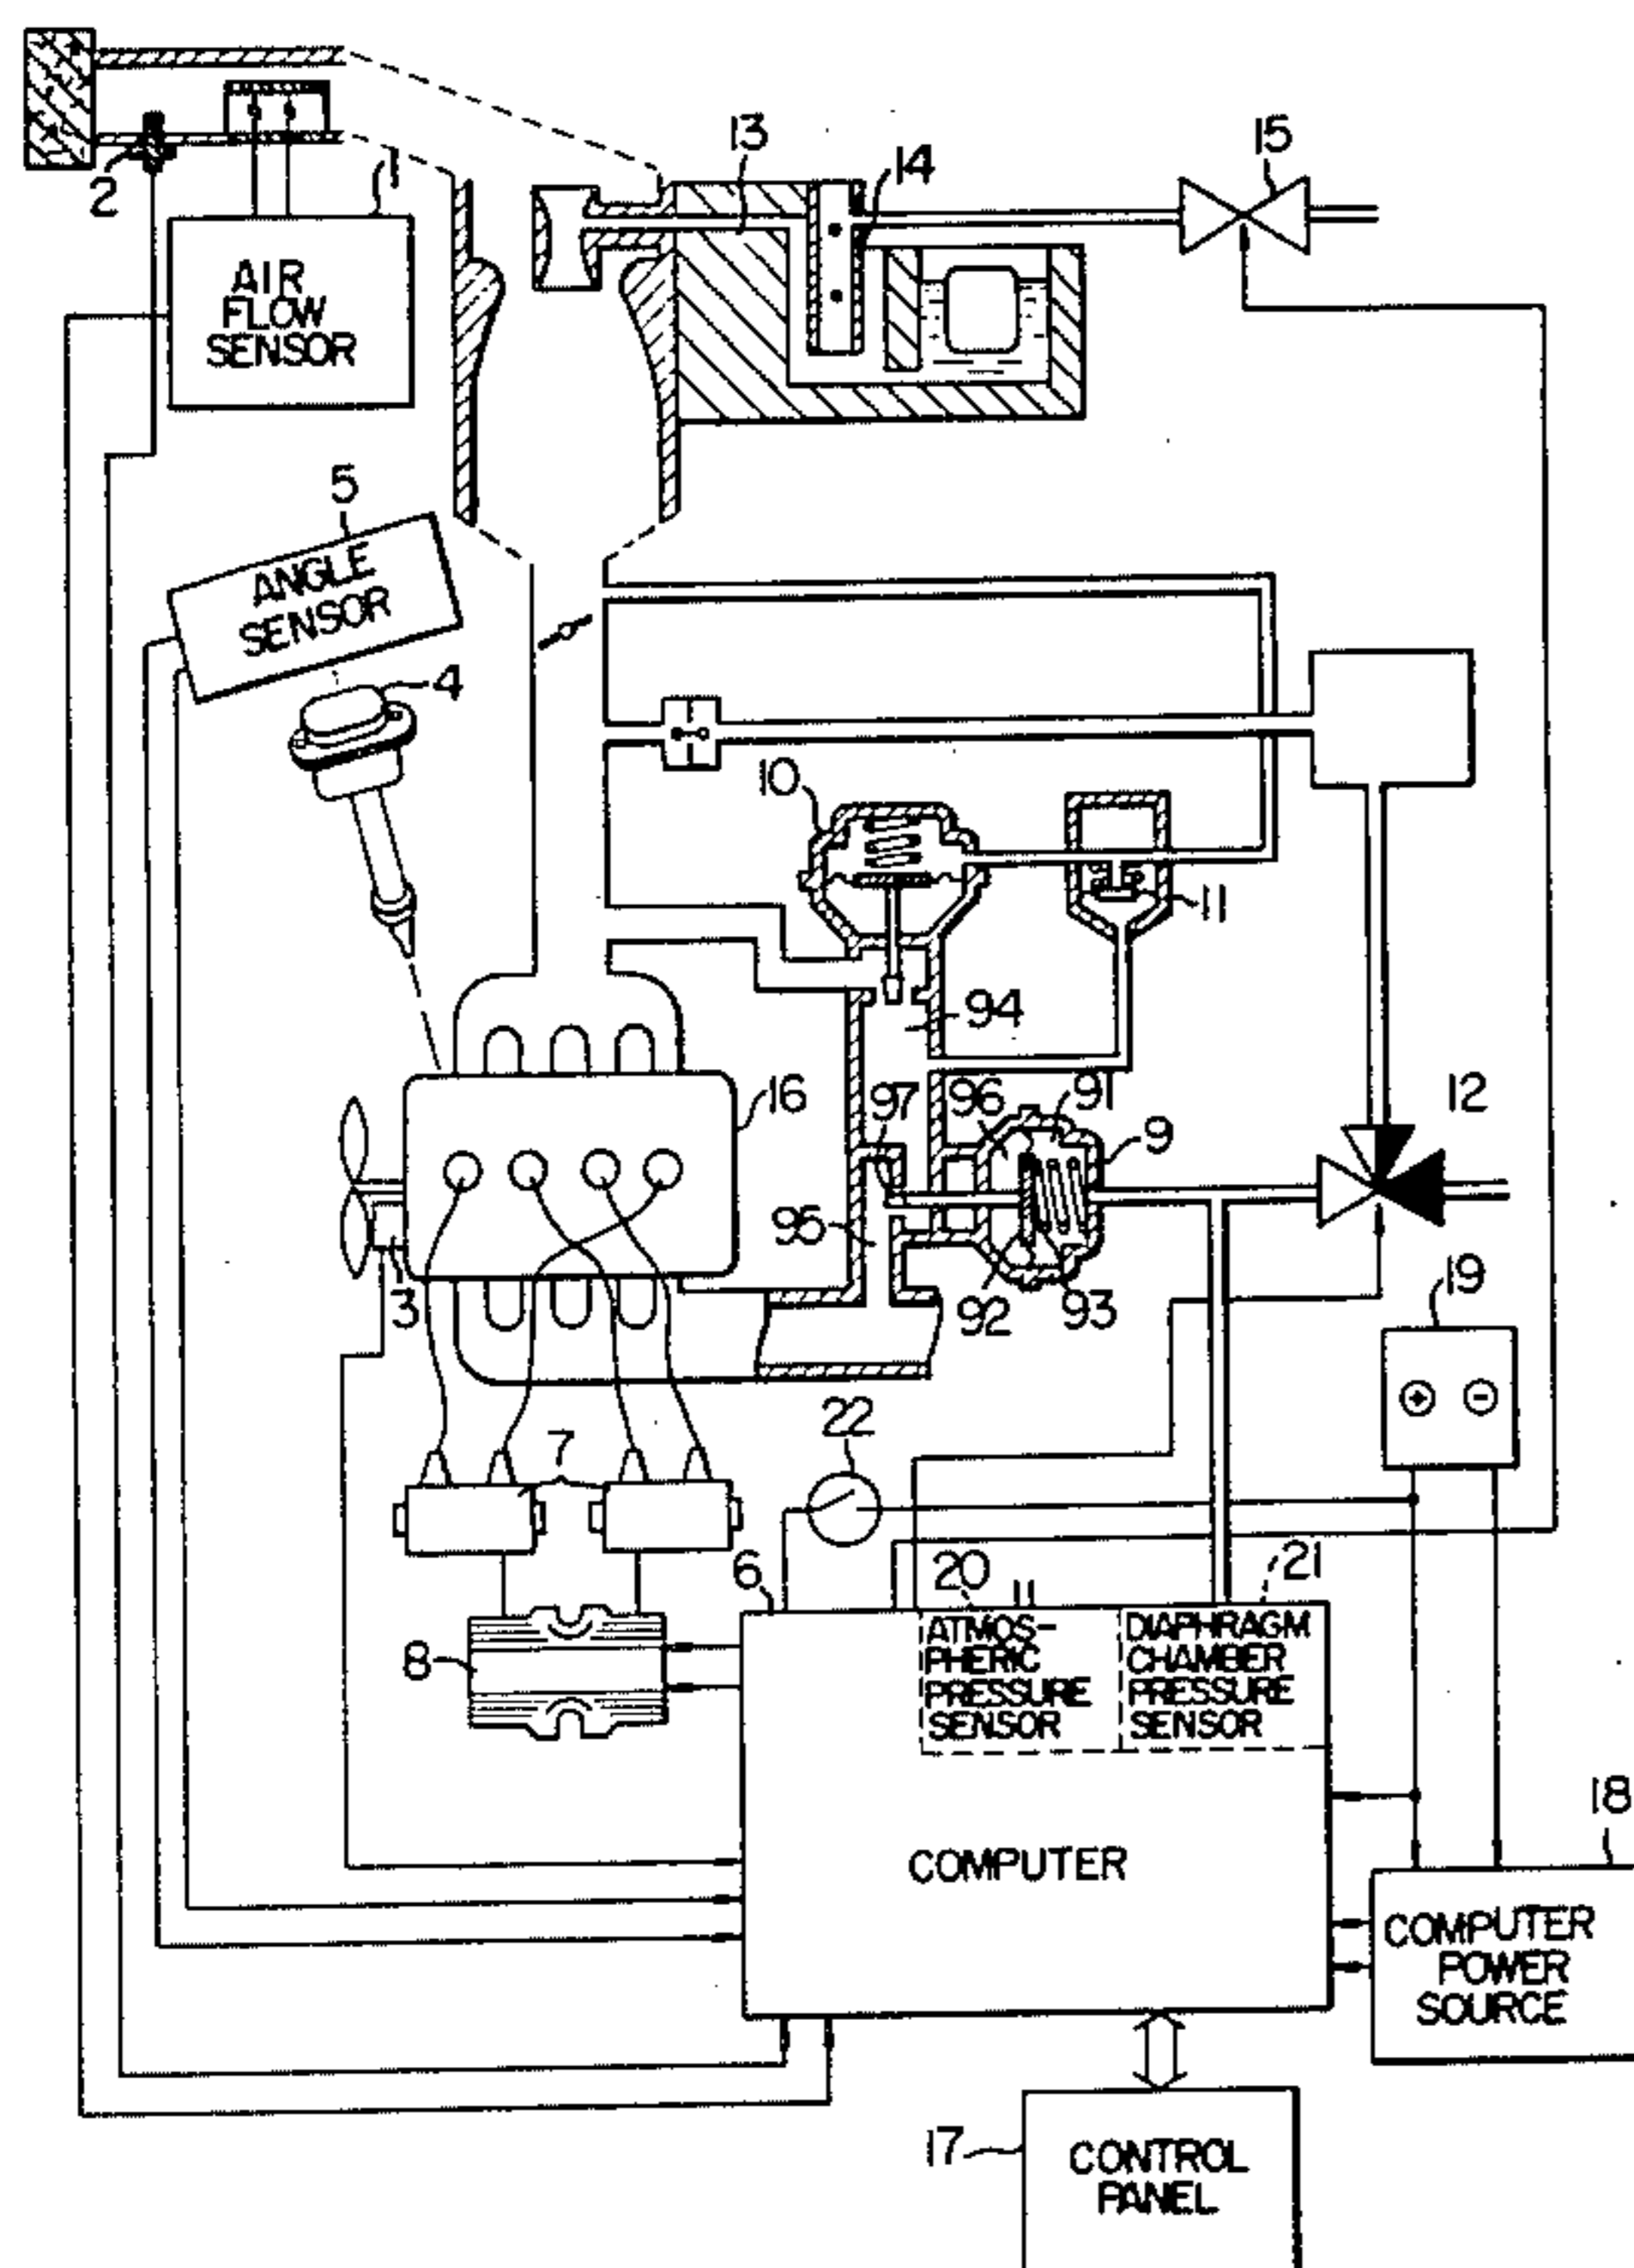 13
15
14
2
1
AIR
FLOW
SENSOR
5
ANGLE
SENSOR
4
10
11
94
97
96
91
12
16
9
95
3
92
93
19
+
-
22
7
6
20
21
ATMOS-
PHERIC
PRESSURE
SENSOR
DIAPHRAGM
CHAMBER
PRESSURE
SENSOR
8
18
COMPUTER
COMPUTER
POWER
SOURCE
17
CONTROL
PANEL